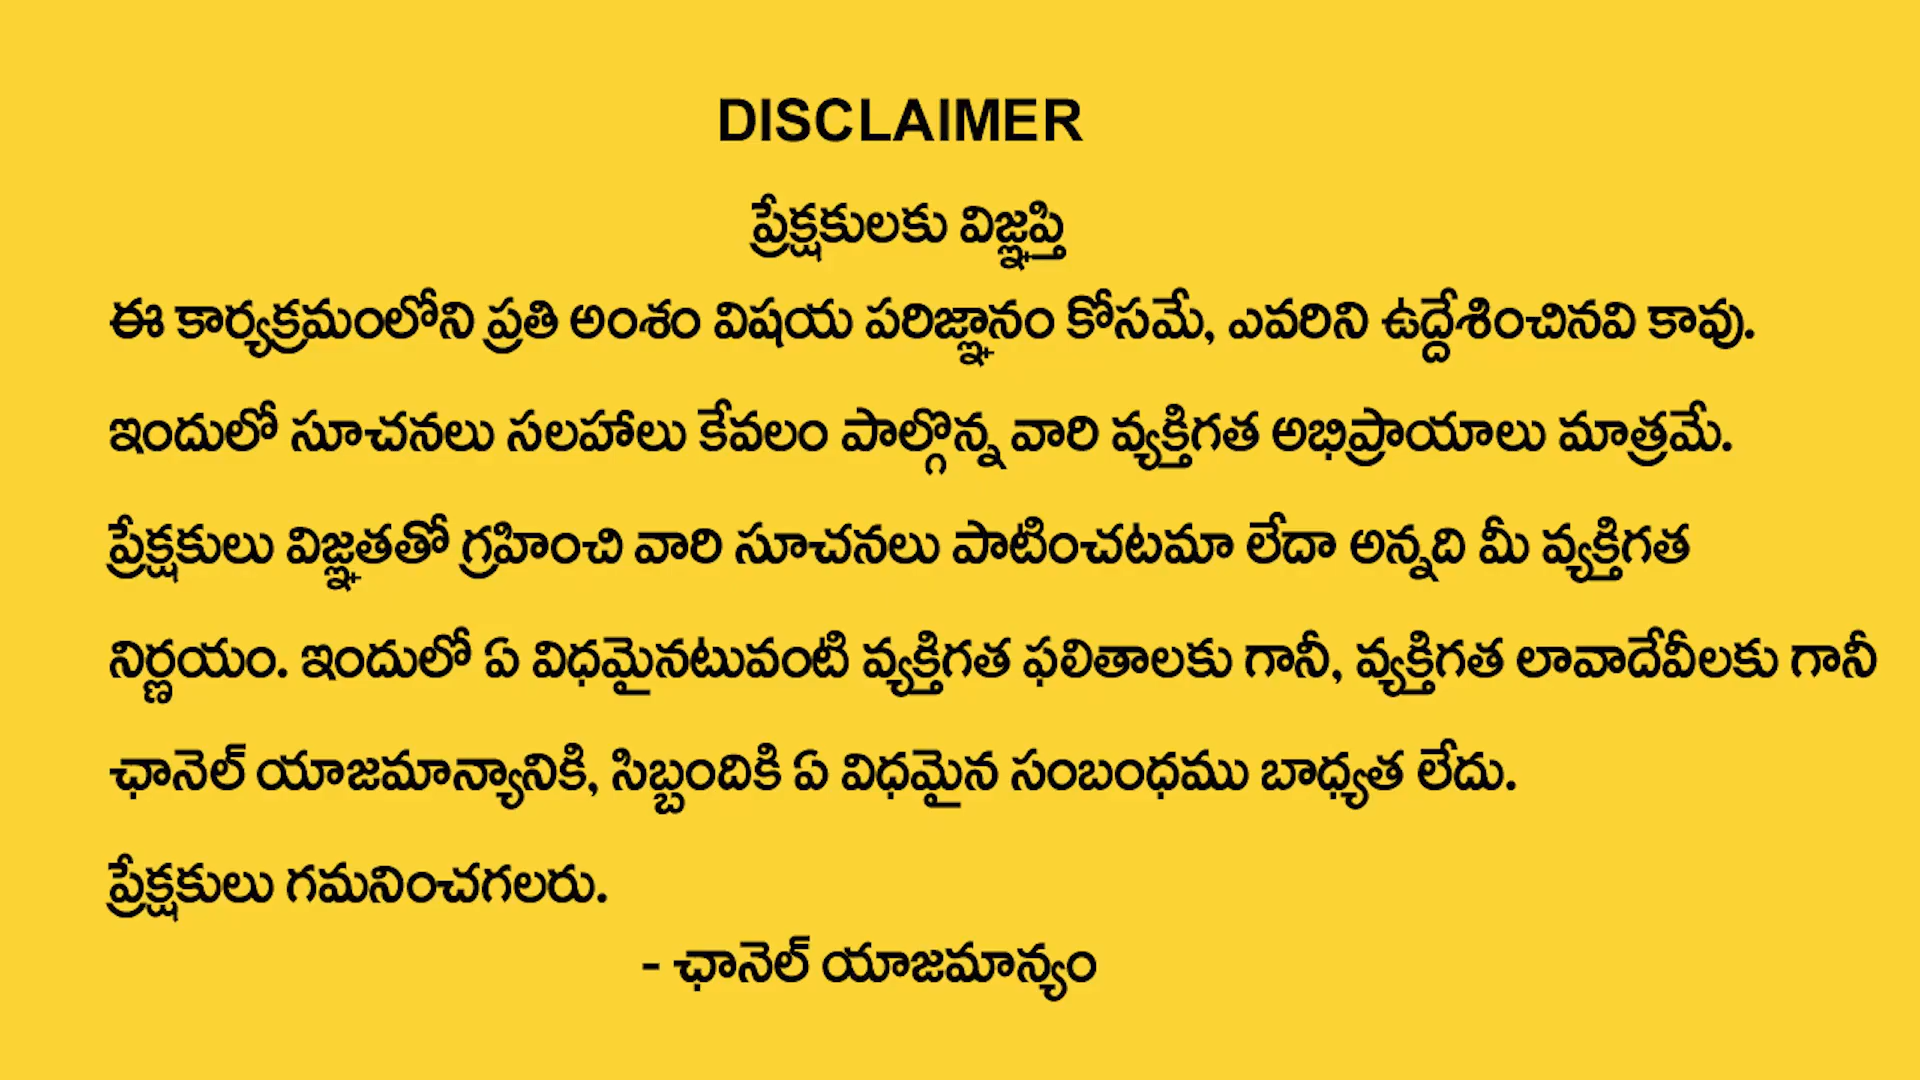 DISCLAIMER
ప్రేక్షకులకు విజ్ఞప్తి
ఈ కార్యక్రమంలోని ప్రతి అంశం విషయ పరిజ్ఞానం కోసమే, ఎవరిని ఉద్దేశించినవి కావు.
ఇందులో సూచనలు సలహాలు కేవలం పాల్గొన్న వారి వ్యక్తిగత అభిప్రాయాలు మాత్రమే.
ప్రేక్షకులు విజ్ఞతతో గ్రహించి వారి సూచనలు పాటించటమా లేదా అన్నది మీ వ్యక్తిగత
నిర్ణయం. ఇందులో ఏ విధమైనటువంటి వ్యక్తిగత ఫలితాలకు గానీ, వ్యక్తిగత లావాదేవీలకు గానీ
ఛానెల్ యాజమాన్యానికి, సిబ్బందికి ఏ విధమైన సంబంధము బాధ్యత లేదు.
ప్రేక్షకులు గమనించగలరు.
- ఛానెల్ యాజమాన్యం